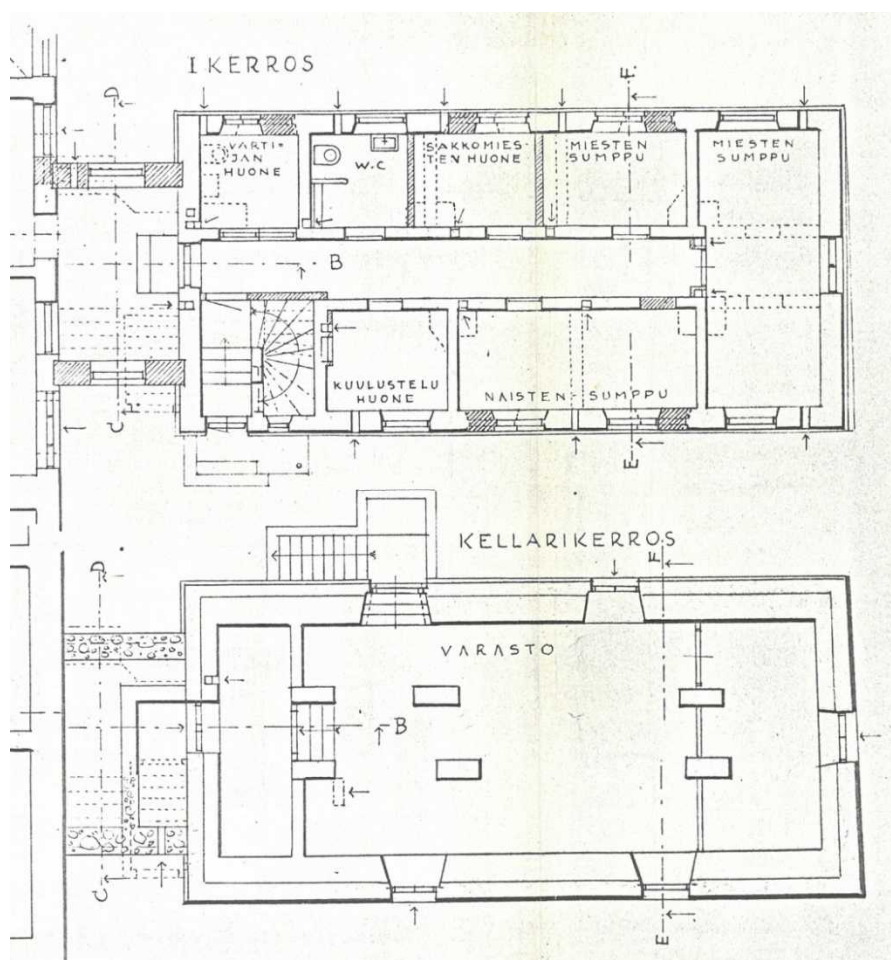 I KERROS
F
D
VARTI-
JAN
HUONE
W.C
SAKKOMIES-
TEN HUONE
MIESTEN
SUMPPU
MIESTEN
SUMPPU
B
KUULUSTELU
HUONE
NAISTEN - SUMPPU
C
E
KELLARIKERROS
D
F
VARASTO
B
C
E